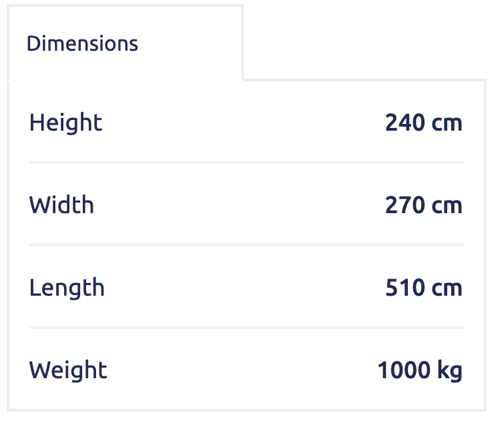 Dimensions
Height 240 cm
Width 270 cm
Length 510 cm
Weight 1000 kg